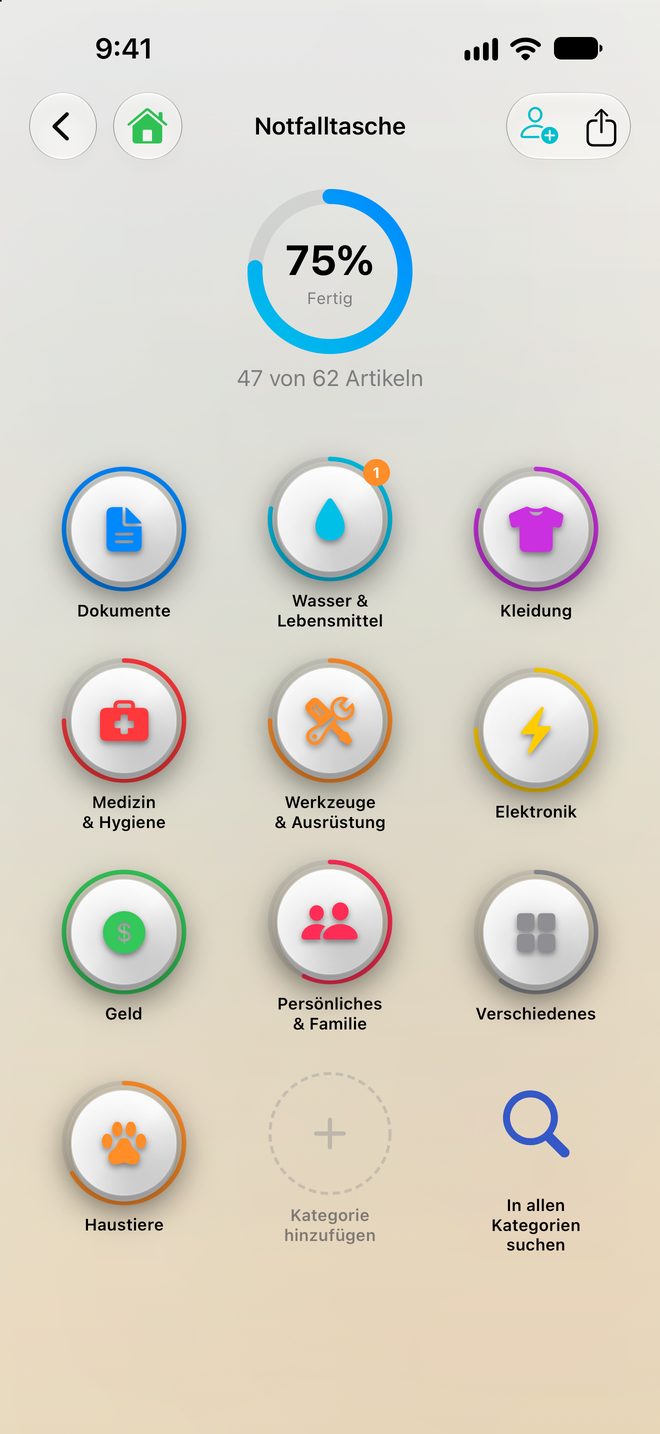 9:41
Notfalltasche
75%
Fertig
47 von 62 Artikeln
1
Dokumente
Wasser &
Lebensmittel
Kleidung
Medizin
& Hygiene
Werkzeuge
& Ausrüstung
Elektronik
$
Geld
Persönliches
& Familie
Verschiedenes
Haustiere
Kategorie
hinzufügen
In allen
Kategorien
suchen